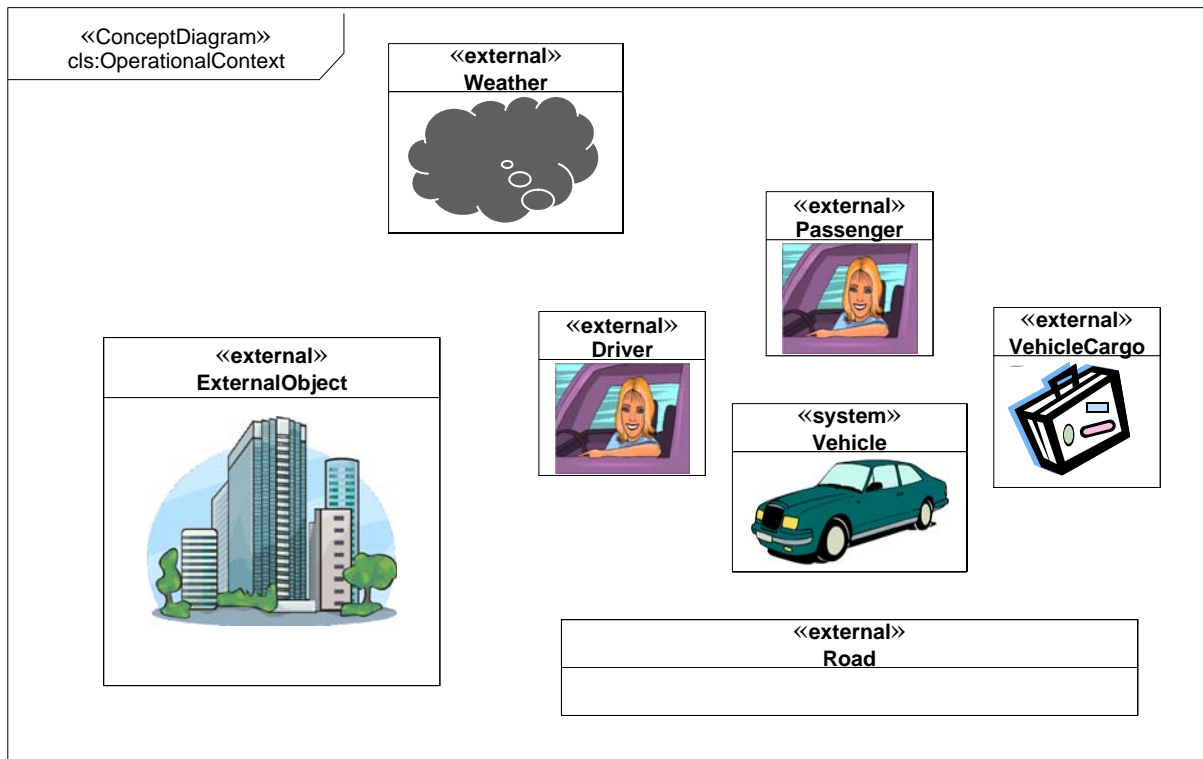 «ConceptDiagram»
cls:OperationalContext
«external»
Weather
«external»
Passenger
«external»
Driver
«external»
VehicleCargo
«external»
ExternalObject
«system»
Vehicle
«external»
Road